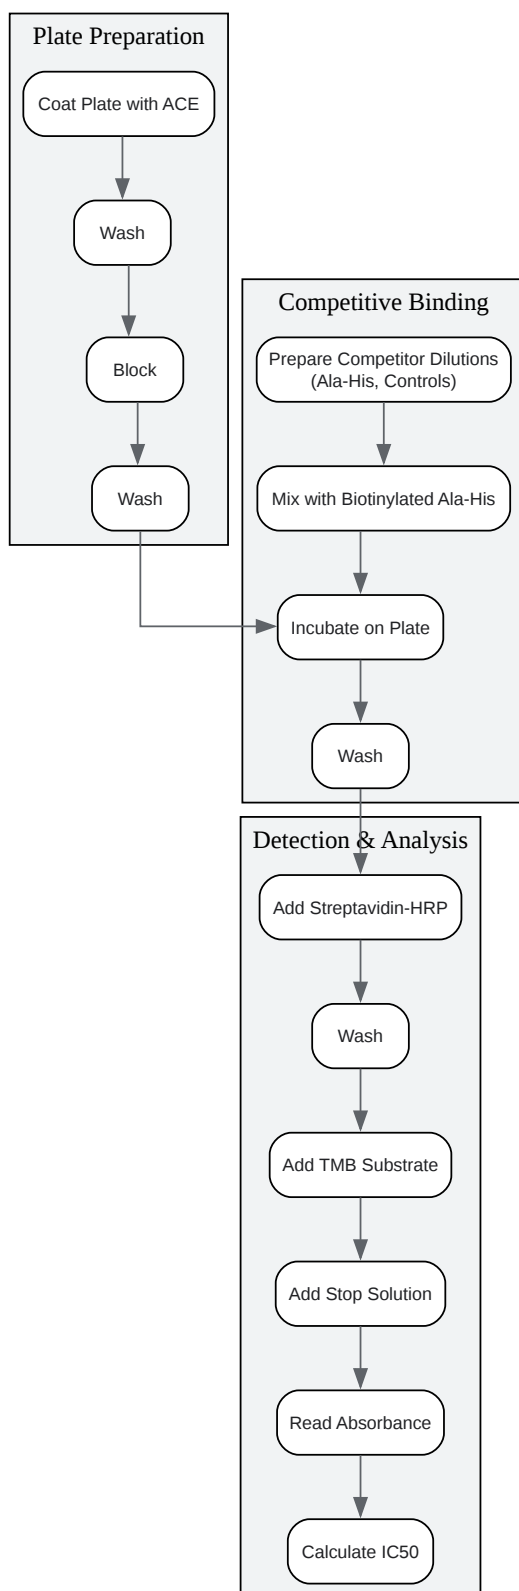 Plate Preparation
Coat Plate with ACE
Wash
Block
Wash
Competitive Binding
Prepare Competitor Dilutions
(Ala-His, Controls)
Mix with Biotinylated Ala-His
Incubate on Plate
Wash
Detection & Analysis
Add Streptavidin-HRP
Wash
Add TMB Substrate
Add Stop Solution
Read Absorbance
Calculate IC50